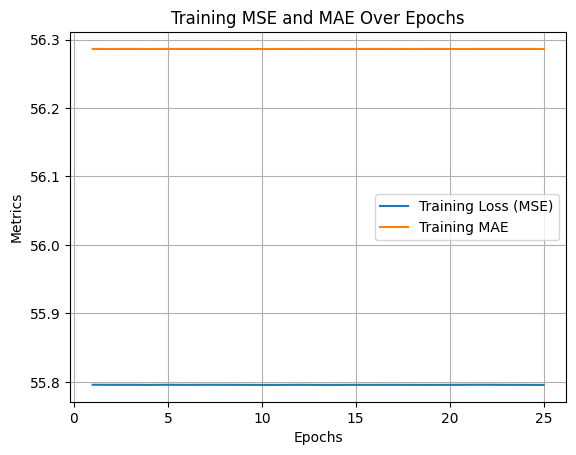 Training MSE and MAE Over Epochs
56.3
56.2
56.1
56.0
55.9
55.8
Metrics
Training Loss (MSE)
Training MAE
0 5 10 15 20 25
Epochs